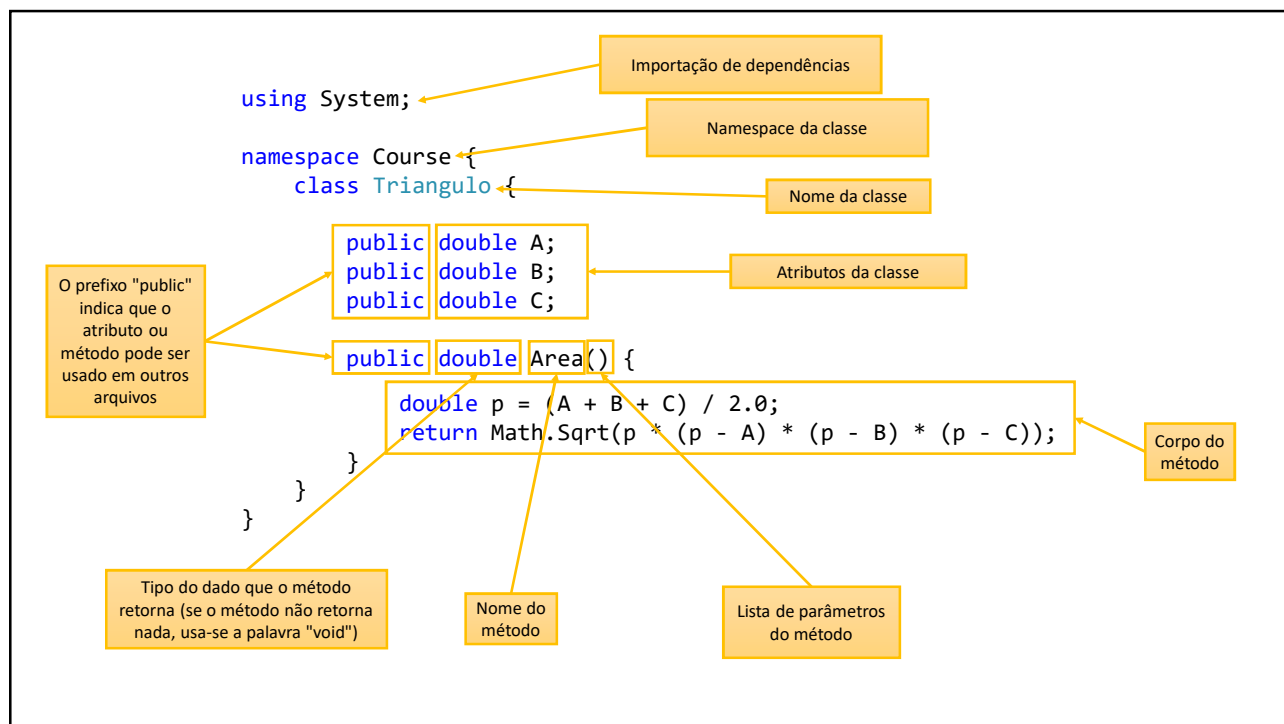 Importação de dependências
using System;
Namespace da classe
namespace Course {
class Triangulo {
Nome da classe
public double A;
public double B;
public double C;
Atributos da classe
O prefixo "public"
indica que o
atributo ou
método pode ser
usado em outros
arquivos
public double Area() {
double p = (A + B + C) / 2.0;
return Math.Sqrt(p * (p - A) * (p - B) * (p - C));
}
}
}
Corpo do
método
Tipo do dado que o método
retorna (se o método não retorna
nada, usa-se a palavra "void")
Nome do
método
Lista de parâmetros
do método